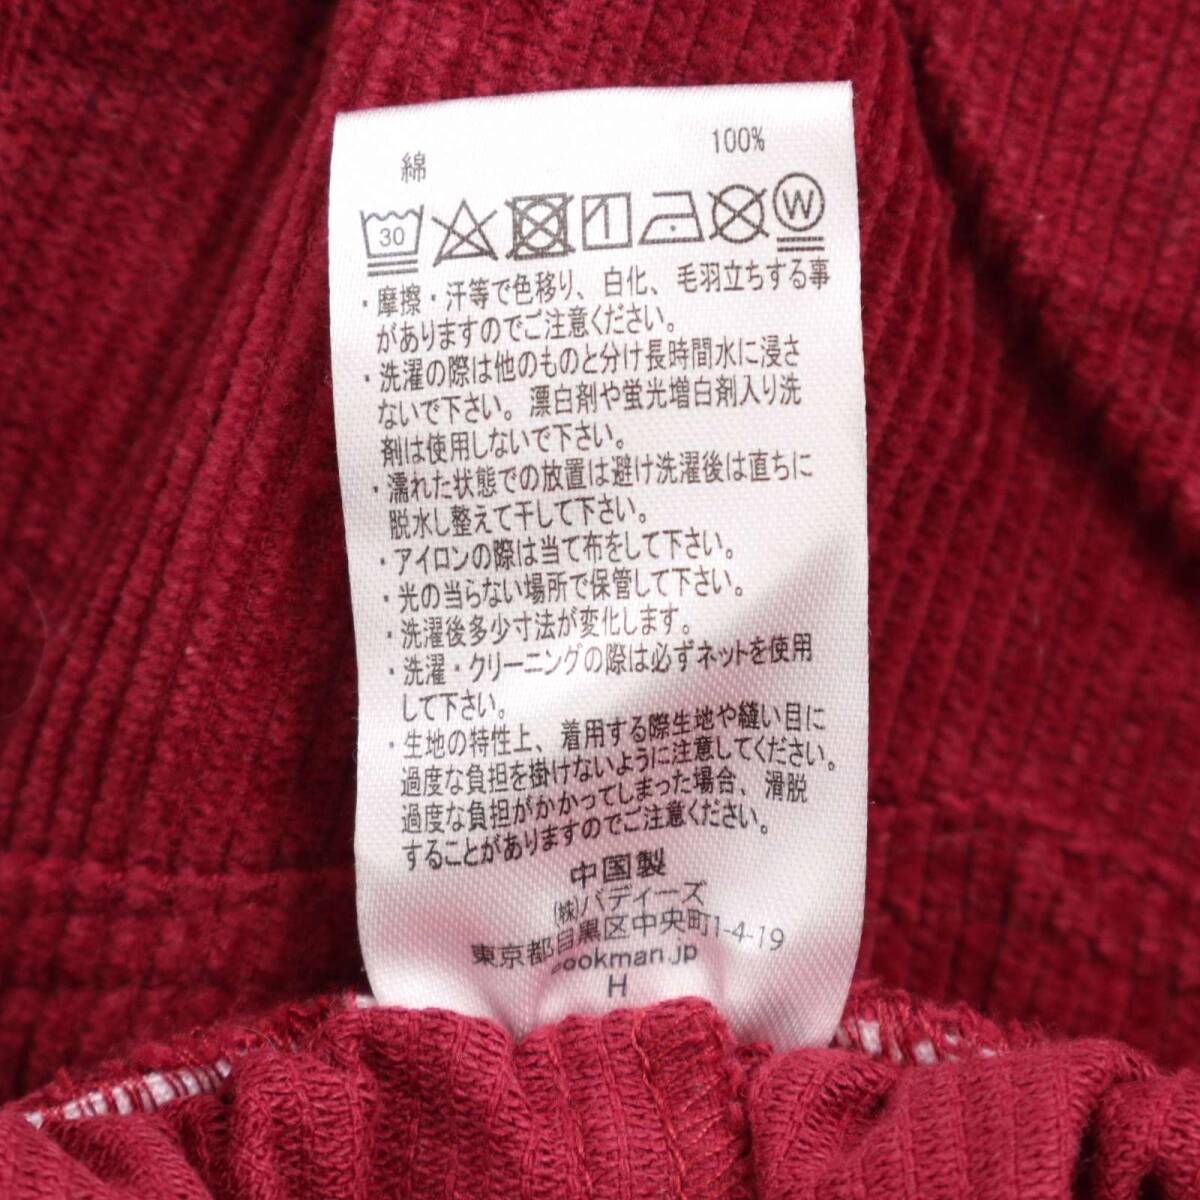 綿 100%
30 W
・摩擦・汗等で色移り、白化、毛羽立ちする事
がありますのでご注意ください。
・洗濯の際は他のものと分け長時間水に浸さ
ないで下さい。漂白剤や蛍光増白剤入り洗
剤は使用しないで下さい。
・濡れた状態での放置は避け洗濯後は直ちに
脱水し整えて干して下さい。
・アイロンの際は当て布をして下さい。
・光の当らない場所で保管して下さい。
・洗濯後多少寸法が変化します。
・洗濯・クリーニングの際は必ずネットを使用
して下さい。
・生地の特性上、着用する際生地や縫い目に
過度な負担を掛けないように注意してください。
過度な負担がかかってしまった場合、滑脱
することがありますのでご注意ください。
中国製
㈱バディーズ
東京都目黒区中央町1-4-19
cookman.jp
H